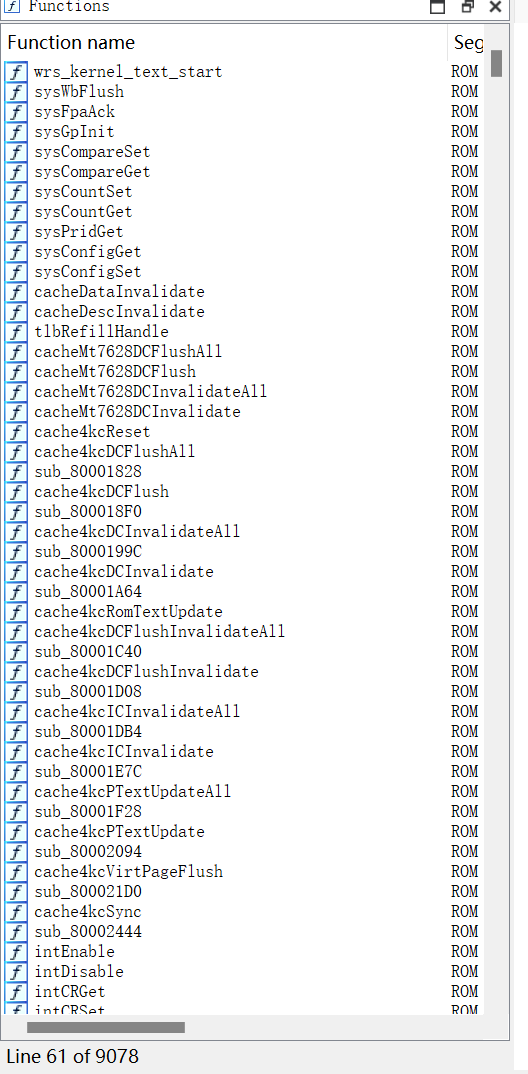 Functions
Function name Seg
wrs_kernel_text_start ROM
sysWbFlush ROM
sysFpaAck ROM
sysGpInit ROM
sysCompareSet ROM
sysCompareGet ROM
sysCountSet ROM
sysCountGet ROM
sysPridGet ROM
sysConfigGet ROM
sysConfigSet ROM
cacheDataInvalidate ROM
cacheDescInvalidate ROM
tlbRefillHandle ROM
cacheMt7628DCFlushAll ROM
cacheMt7628DCFlush ROM
cacheMt7628DCInvalidateAll ROM
cacheMt7628DCInvalidate ROM
cache4kcReset ROM
cache4kcDCFlushAll ROM
sub_80001828 ROM
cache4kcDCFlush ROM
sub_800018F0 ROM
cache4kcDCInvalidateAll ROM
sub_8000199C ROM
cache4kcDCInvalidate ROM
sub_80001A64 ROM
cache4kcRomTextUpdate ROM
cache4kcDCFlushInvalidateAll ROM
sub_80001C40 ROM
cache4kcDCFlushInvalidate ROM
sub_80001D08 ROM
cache4kcICInvalidateAll ROM
sub_80001DB4 ROM
cache4kcICInvalidate ROM
sub_80001E7C ROM
cache4kcPTextUpdateAll ROM
sub_80001F28 ROM
cache4kcPTextUpdate ROM
sub_80002094 ROM
cache4kcVirtPageFlush ROM
sub_800021D0 ROM
cache4kcSync ROM
sub_80002444 ROM
intEnable ROM
intDisable ROM
intCRGet ROM
intCRSet ROM
Line 61 of 9078